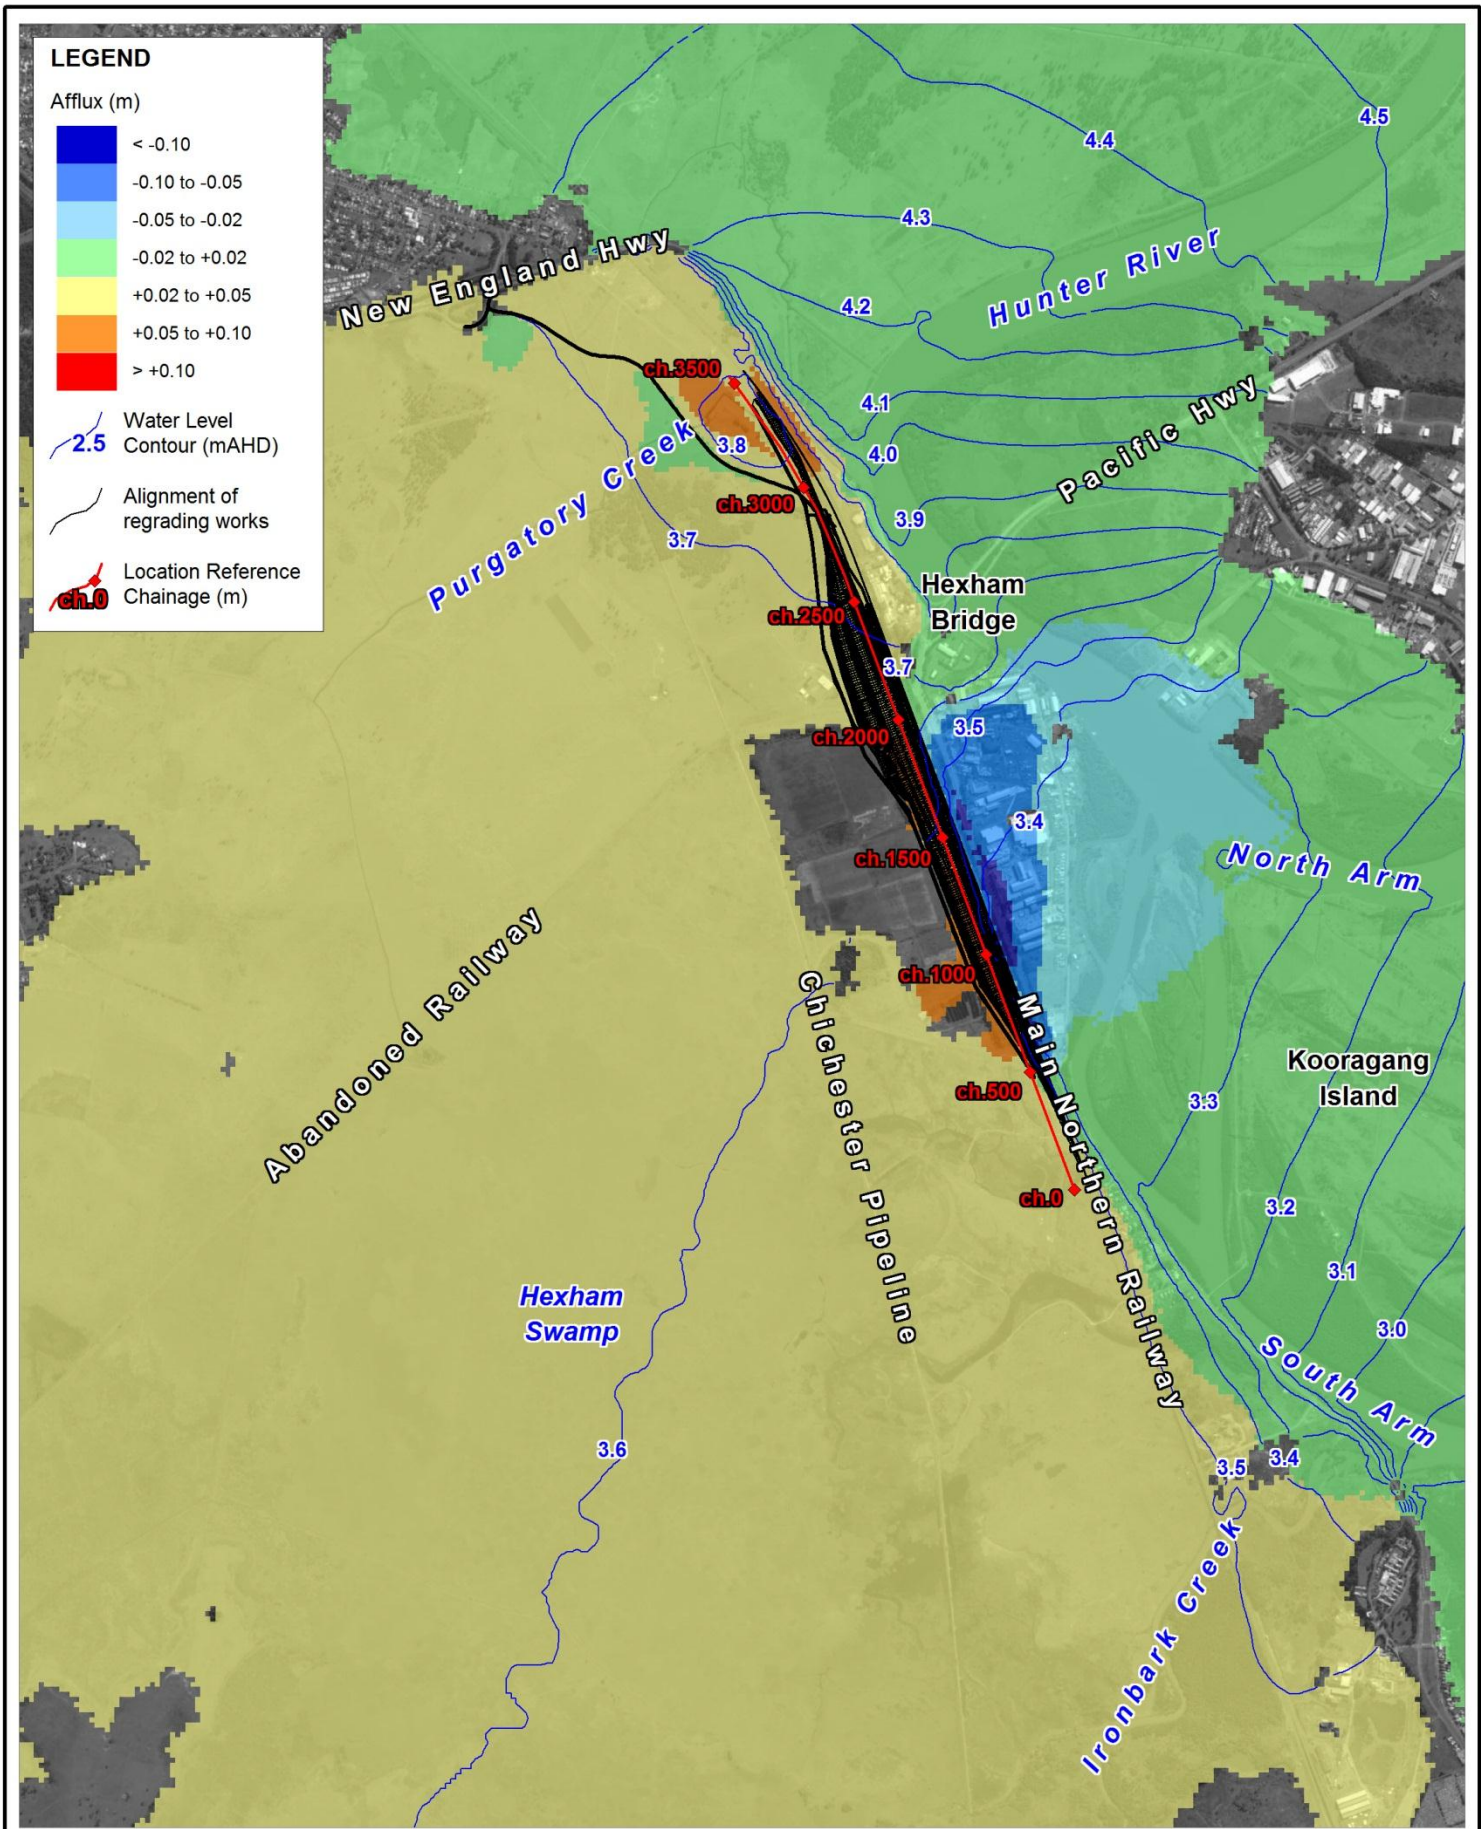 LEGEND
Afflux (m)
< -0.10
-0.10 to -0.05
-0.05 to -0.02
-0.02 to +0.02
+0.02 to +0.05
+0.05 to +0.10
> +0.10
2.5
Water Level
Contour (mAHD)
Alignment of
regrading works
ch.0
Location Reference
Chainage (m)
4.5
4.4
4.3
New England Hwy
Hunter River
4.2
ch.3500
4.1
Pacific Hwy
3.8
4.0
Purgatory Creek
ch.3000
3.9
3.7
Hexham
Bridge
ch.2500
3.7
3.5
ch.2000
3.4
ch.1500
North Arm
Abandoned Railway
ch.1000
Chichester Pipeline
Main Northern Railway
Kooragang
Island
ch.500
3.3
ch.0
3.2
3.1
Hexham
Swamp
3.0
South Arm
3.6
3.5
3.4
Ironbark Creek